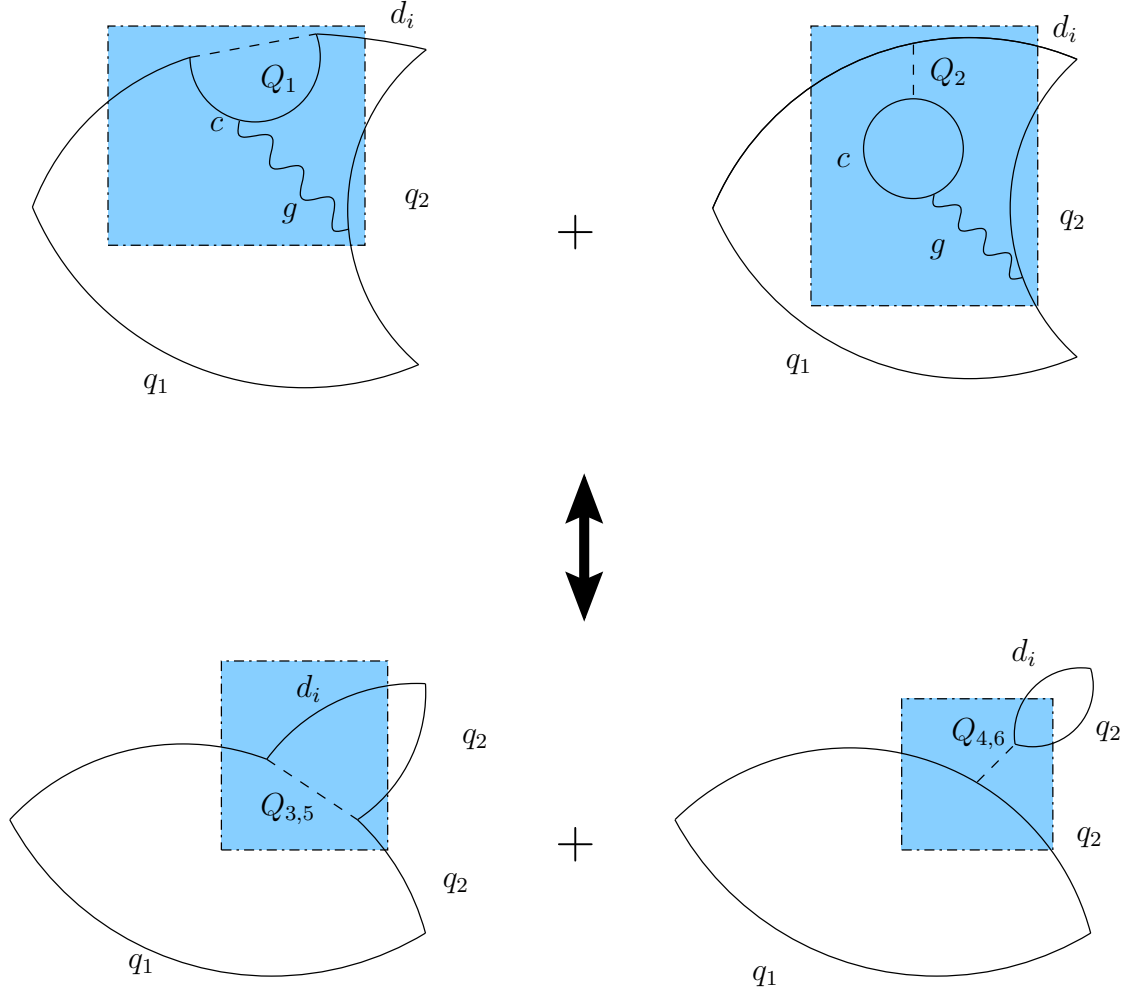 d_i
d_i
Q_1
Q_2
c
c
q_2
q_2
g
+
g
q_1
q_1
d_i
d_i
q_2
Q_{4,6}
q_2
Q_{3,5}
+
q_2
q_2
q_1
q_1